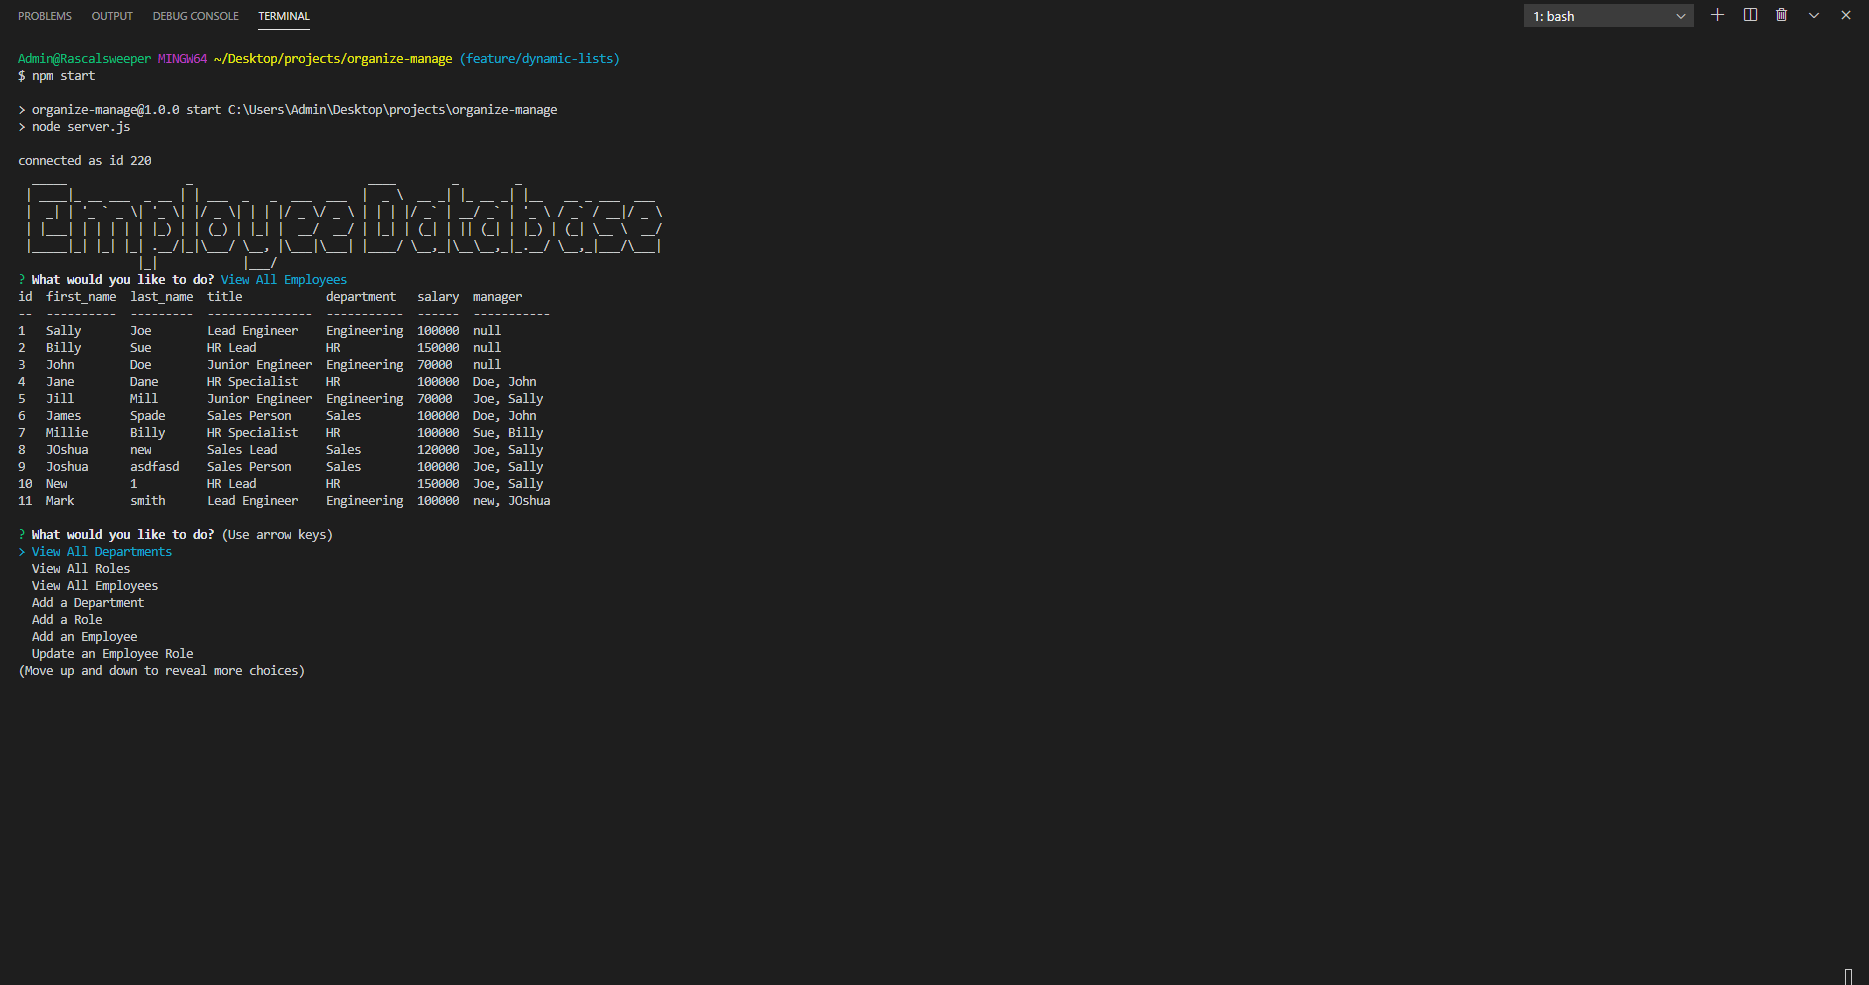 PROBLEMS OUTPUT DEBUG CONSOLE TERMINAL 1: bash
Admin@Rascalsweeper MINGW64 ~/Desktop/projects/organize-manage (feature/dynamic-lists)
$ npm start
> organize-manage@1.0.0 start C:\Users\Admin\Desktop\projects\organize-manage
> node server.js
connected as id 220
Employee Database
? What would you like to do? View All Employees
id first_name last_name title department salary manager
-- ---------- --------- --------------- ----------- ------ -----------
1 Sally Joe Lead Engineer Engineering 100000 null
2 Billy Sue HR Lead HR 150000 null
3 John Doe Junior Engineer Engineering 70000 null
4 Jane Dane HR Specialist HR 100000 Doe, John
5 Jill Mill Junior Engineer Engineering 70000 Joe, Sally
6 James Spade Sales Person Sales 100000 Doe, John
7 Millie Billy HR Specialist HR 100000 Sue, Billy
8 JOshua new Sales Lead Sales 120000 Joe, Sally
9 Joshua asdfasd Sales Person Sales 100000 Joe, Sally
10 New 1 HR Lead HR 150000 Joe, Sally
11 Mark smith Lead Engineer Engineering 100000 new, JOshua
? What would you like to do? (Use arrow keys)
> View All Departments
View All Roles
View All Employees
Add a Department
Add a Role
Add an Employee
Update an Employee Role
(Move up and down to reveal more choices)